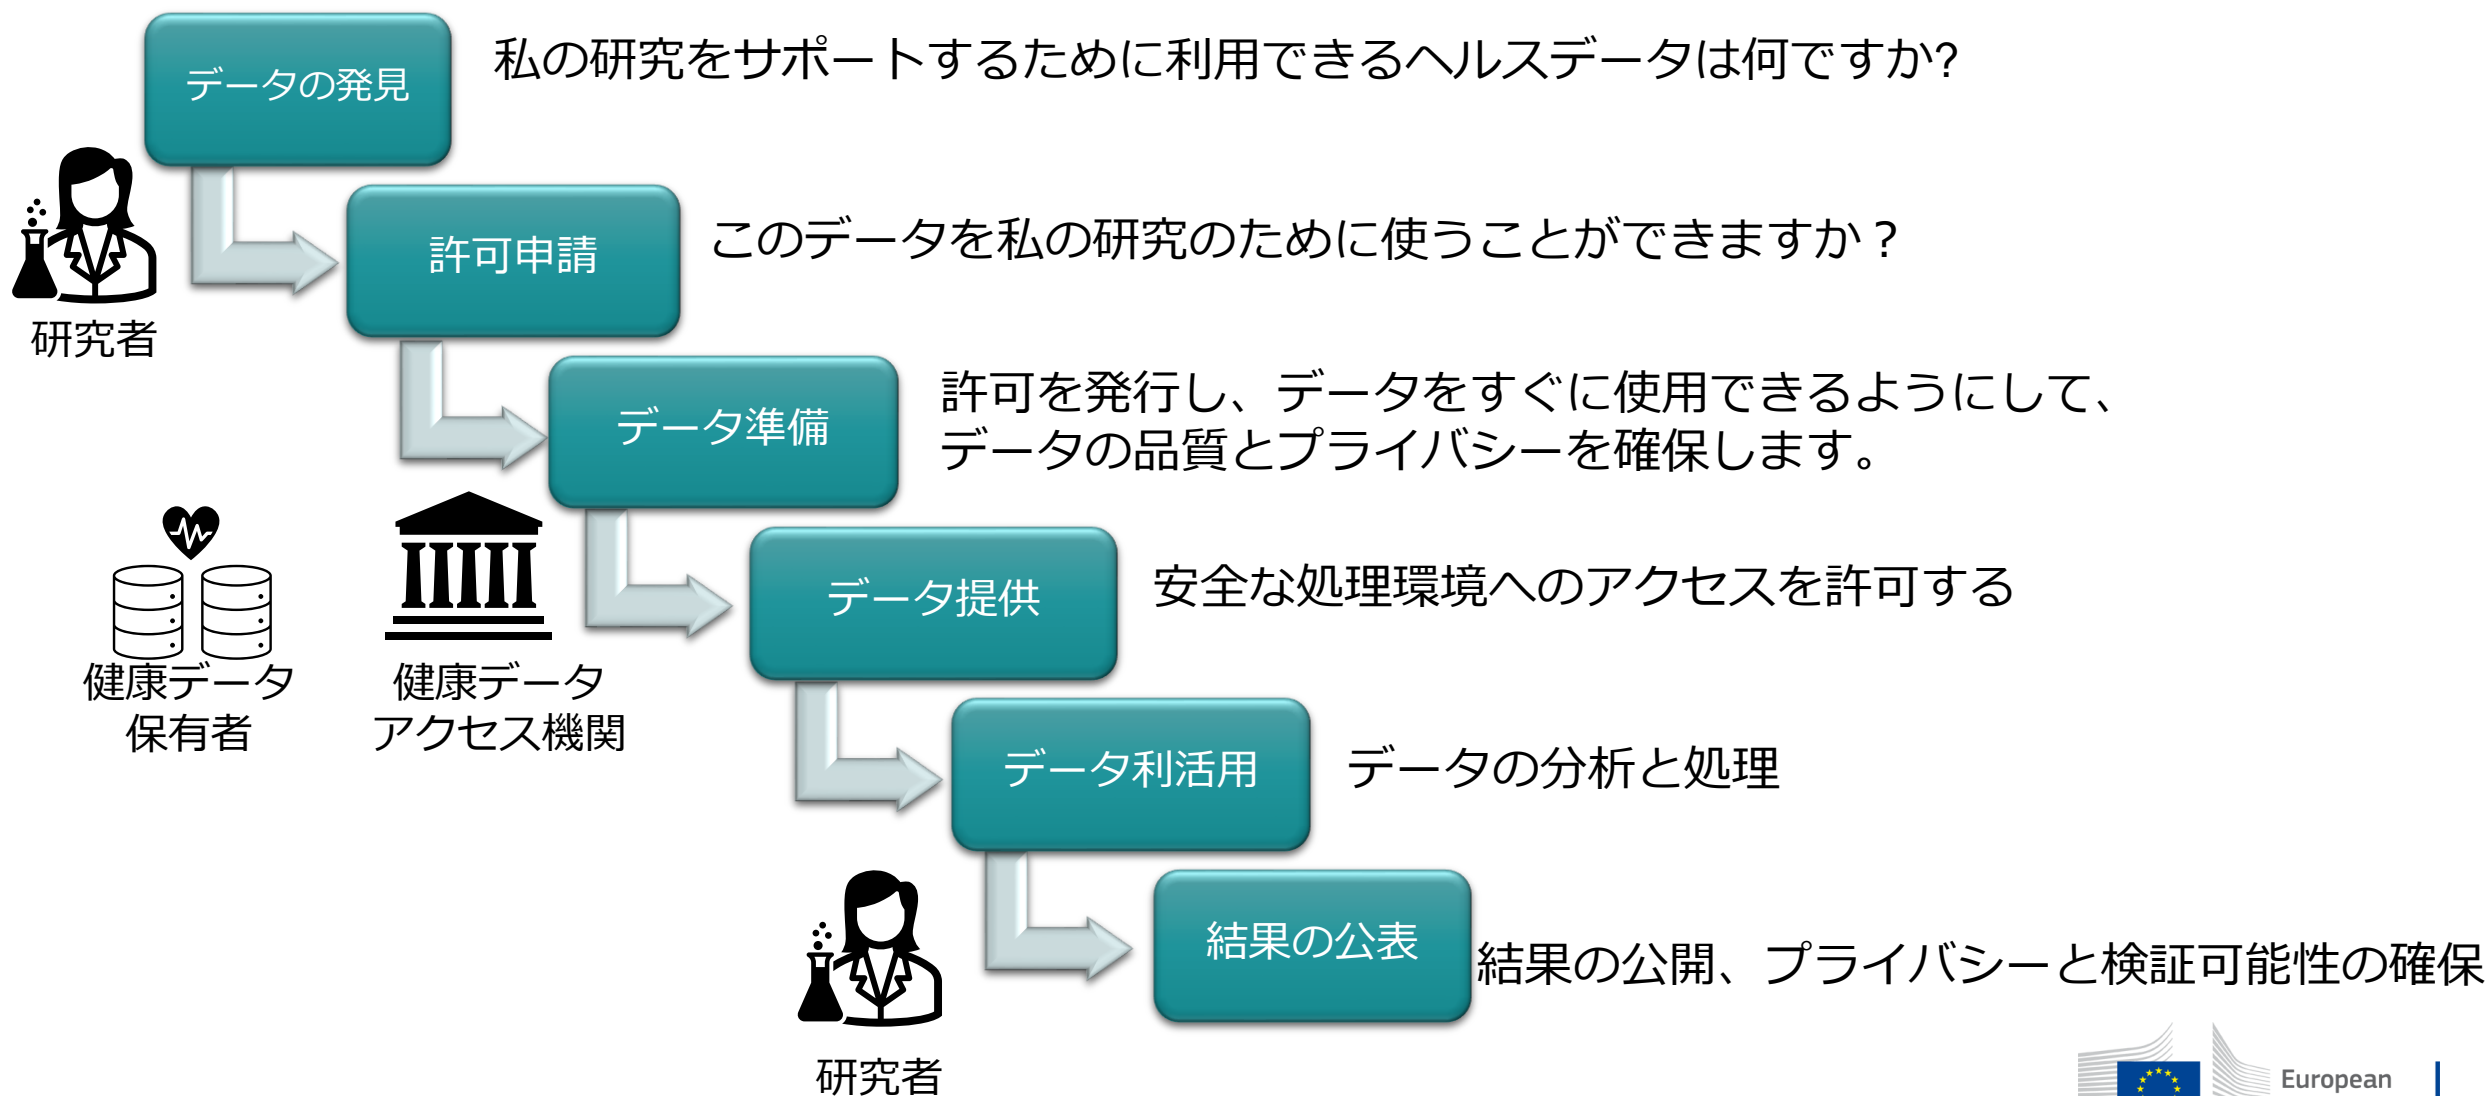 データの発見
私の研究をサポートするために利用できるヘルスデータは何ですか?
研究者
許可申請
このデータを私の研究のために使うことができますか？
データ準備
許可を発行し、データをすぐに使用できるようにして、
データの品質とプライバシーを確保します。
健康データ
保有者
健康データ
アクセス機関
データ提供
安全な処理環境へのアクセスを許可する
データ利活用
データの分析と処理
研究者
結果の公表
結果の公開、プライバシーと検証可能性の確保
European